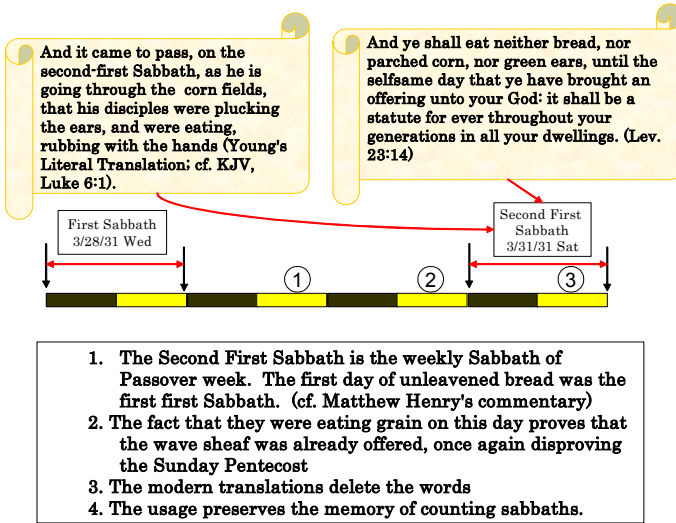 And it came to pass, on the
second-first Sabbath, as he is
going through the corn fields,
that his disciples were plucking
the ears, and were eating,
rubbing with the hands (Young's
Literal Translation; cf. KJV,
Luke 6:1).
And ye shall eat neither bread, nor
parched corn, nor green ears, until the
selfsame day that ye have brought an
offering unto your God: it shall be a
statute for ever throughout your
generations in all your dwellings. (Lev.
23:14)
First Sabbath
3/28/31 Wed
Second First
Sabbath
3/31/31 Sat
1 2 3
1. The Second First Sabbath is the weekly Sabbath of
Passover week. The first day of unleavened bread was the
first first Sabbath. (cf. Matthew Henry's commentary)
2. The fact that they were eating grain on this day proves that
the wave sheaf was already offered, once again disproving
the Sunday Pentecost
3. The modern translations delete the words
4. The usage preserves the memory of counting sabbaths.